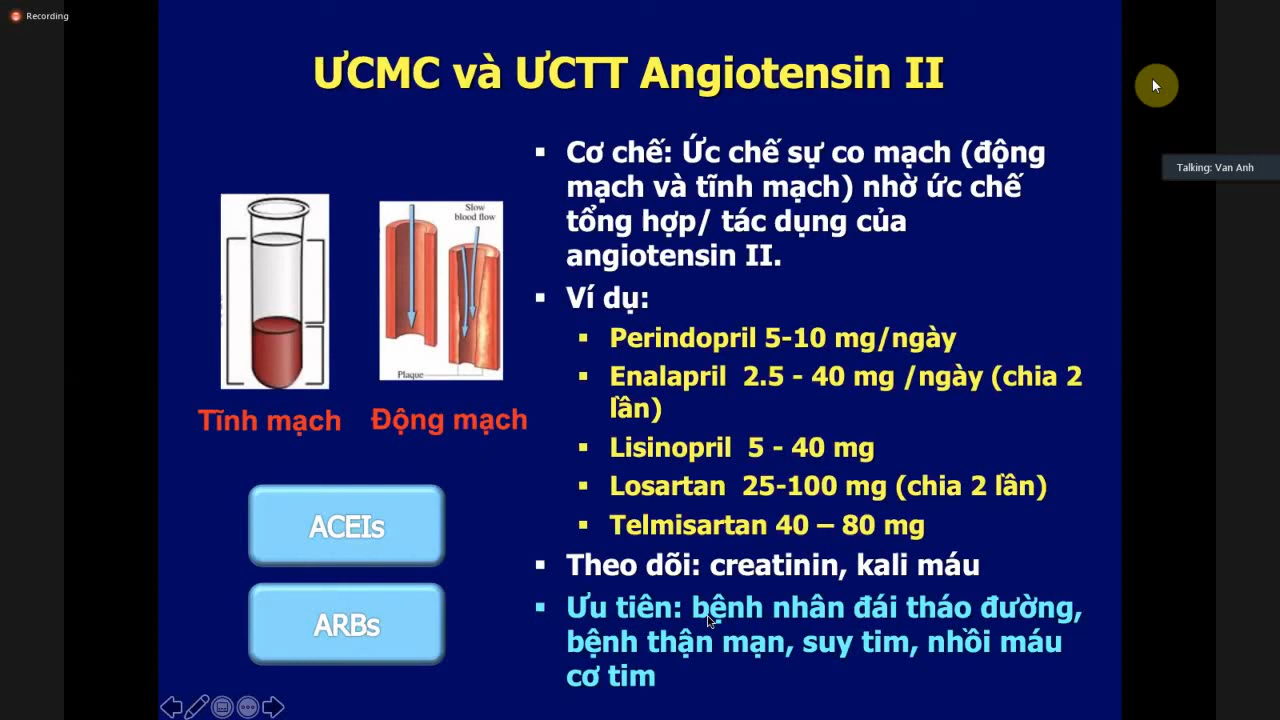 Recording
ƯCMC và ƯCTT Angiotensin II
Talking: Van Anh
Slow
blood flow
Plaque
Tĩnh mạch
Động mạch
ACEIs
ARBs
▪ Cơ chế: Ức chế sự co mạch (động
mạch và tĩnh mạch) nhờ ức chế
tổng hợp/ tác dụng của
angiotensin II.
▪ Ví dụ:
▪ Perindopril 5-10 mg/ngày
▪ Enalapril 2.5 - 40 mg /ngày (chia 2
lần)
▪ Lisinopril 5 - 40 mg
▪ Losartan 25-100 mg (chia 2 lần)
▪ Telmisartan 40 – 80 mg
▪ Theo dõi: creatinin, kali máu
▪ Ưu tiên: bệnh nhân đái tháo đường,
bệnh thận mạn, suy tim, nhồi máu
cơ tim